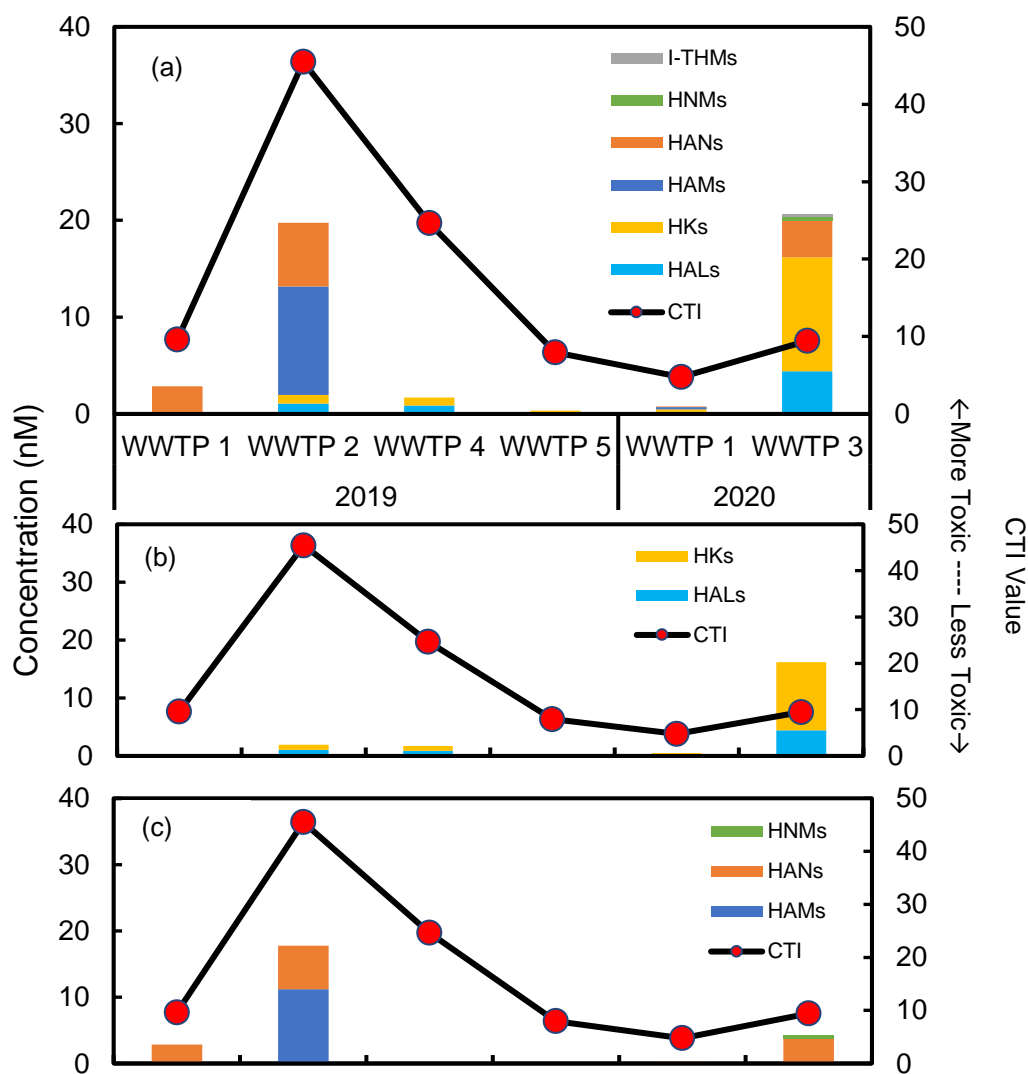 40
50
(a)
I-THMs
HNMs
HANs
HAMs
HKs
HALs
CTI
30
40
20
30
10
20
0
10
0
WWTP 1 WWTP 2 WWTP 4 WWTP 5 WWTP 1 WWTP 3
2019 2020
Concentration (nM)
←More Toxic ---- Less Toxic→
CTI Value
40
50
(b)
HKs
HALs
CTI
30
40
20
30
10
20
0
10
0
40
50
(c)
HNMs
HANs
HAMs
CTI
30
40
20
30
10
20
0
10
0